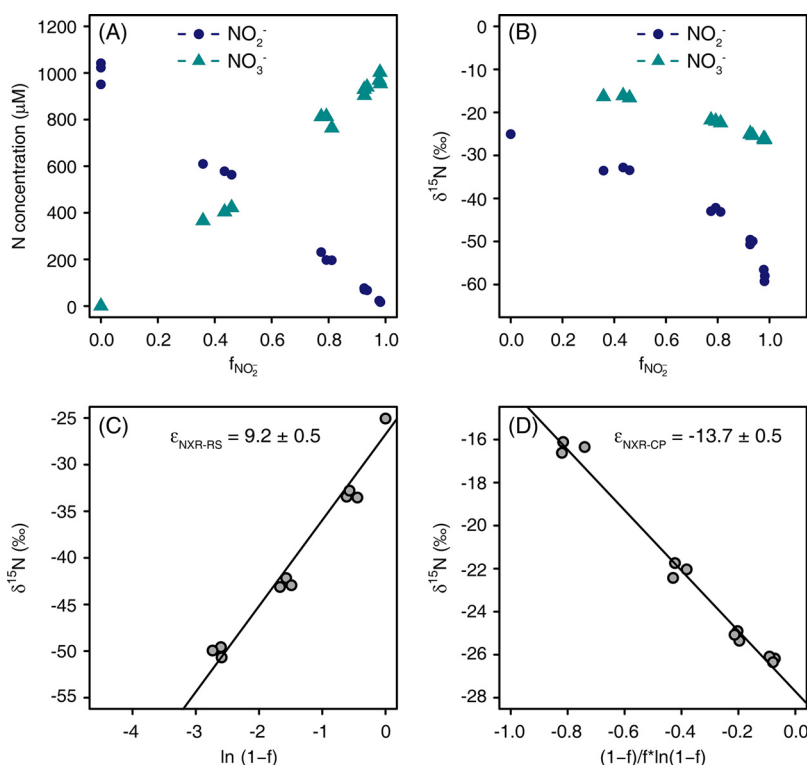 (A)
NO₂⁻
NO₃⁻
1200
1000
800
600
400
200
0
N concentration (μM)
0.0 0.2 0.4 0.6 0.8 1.0
f_NO₂⁻
(B)
NO₂⁻
NO₃⁻
0
-10
-20
-30
-40
-50
-60
δ¹⁵N (‰)
0.0 0.2 0.4 0.6 0.8 1.0
f_NO₂⁻
(C)
ε_NXR-RS = 9.2 ± 0.5
-25
-30
-35
-40
-45
-50
-55
δ¹⁵N (‰)
-4 -3 -2 -1 0
ln (1−f)
(D)
ε_NXR-CP = -13.7 ± 0.5
-16
-18
-20
-22
-24
-26
-28
δ¹⁵N (‰)
-1.0 -0.8 -0.6 -0.4 -0.2 0.0
(1−f)/f*ln(1−f)